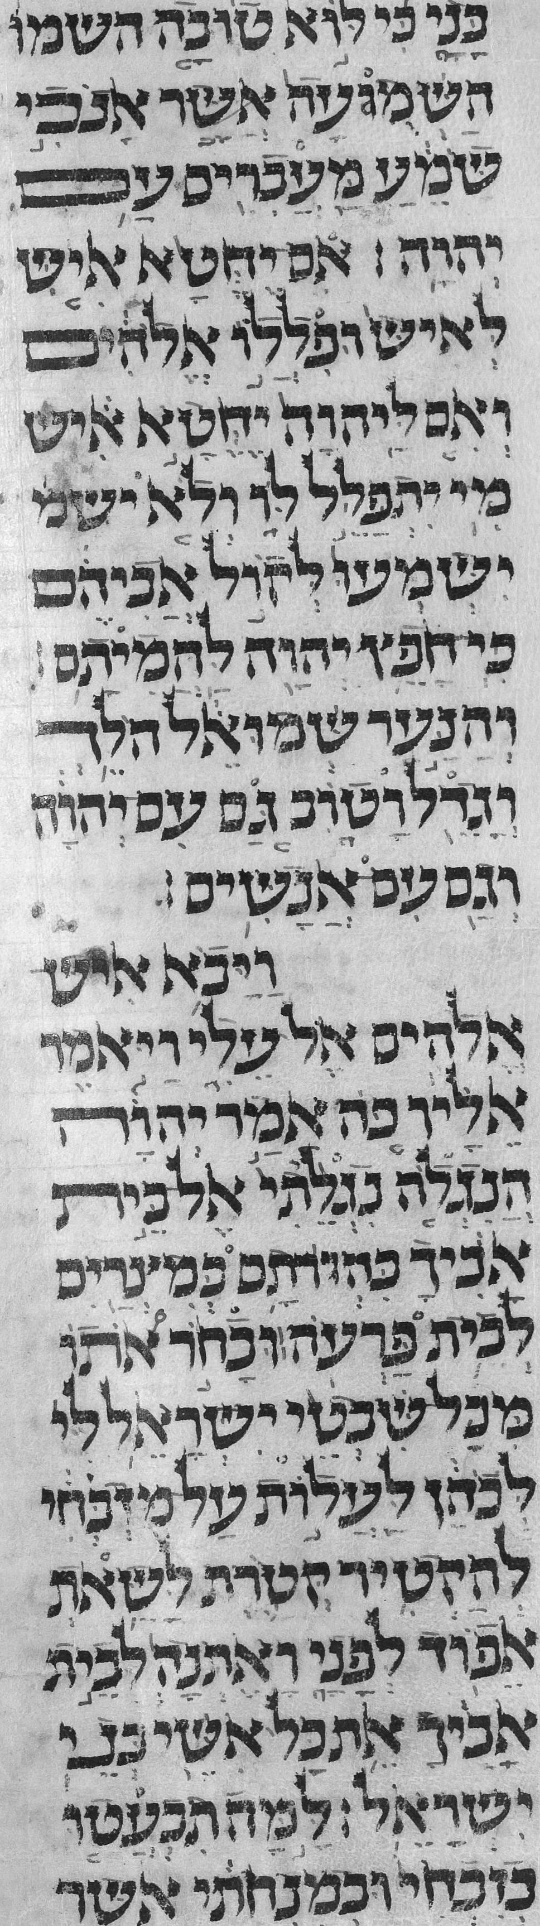 בני כי לוא טובה השמו
השמעה אשר אנכי
שמע מעברים עם
יהוה׃ אם יחטא איש
לאיש ופללו אלהים
ואם ליהוה יחטא איש
מי יתפלל לו ולא ישמ
ישמעו לקול אביהם
כי חפץ יהוה להמיתם׃
והנער שמואל הלך
וגדל וטוב גם עם יהוה
וגם עם אנשים׃
ויבא איש
אלהים אל עלי ויאמר
אליו כה אמר יהוה
הנגלה נגלתי אל בית
אביך בהיותם במצרים
לבית פרעה׃ ובחר אתו
מכל שבטי ישראל לי
לכהן לעלות על מזבחי
להקטיר קטרת לשאת
אפוד לפני ואתנה לבית
אביך את כל אשי בני
ישראל׃ למה תבעטו
בזבחי ובמנחתי אשר